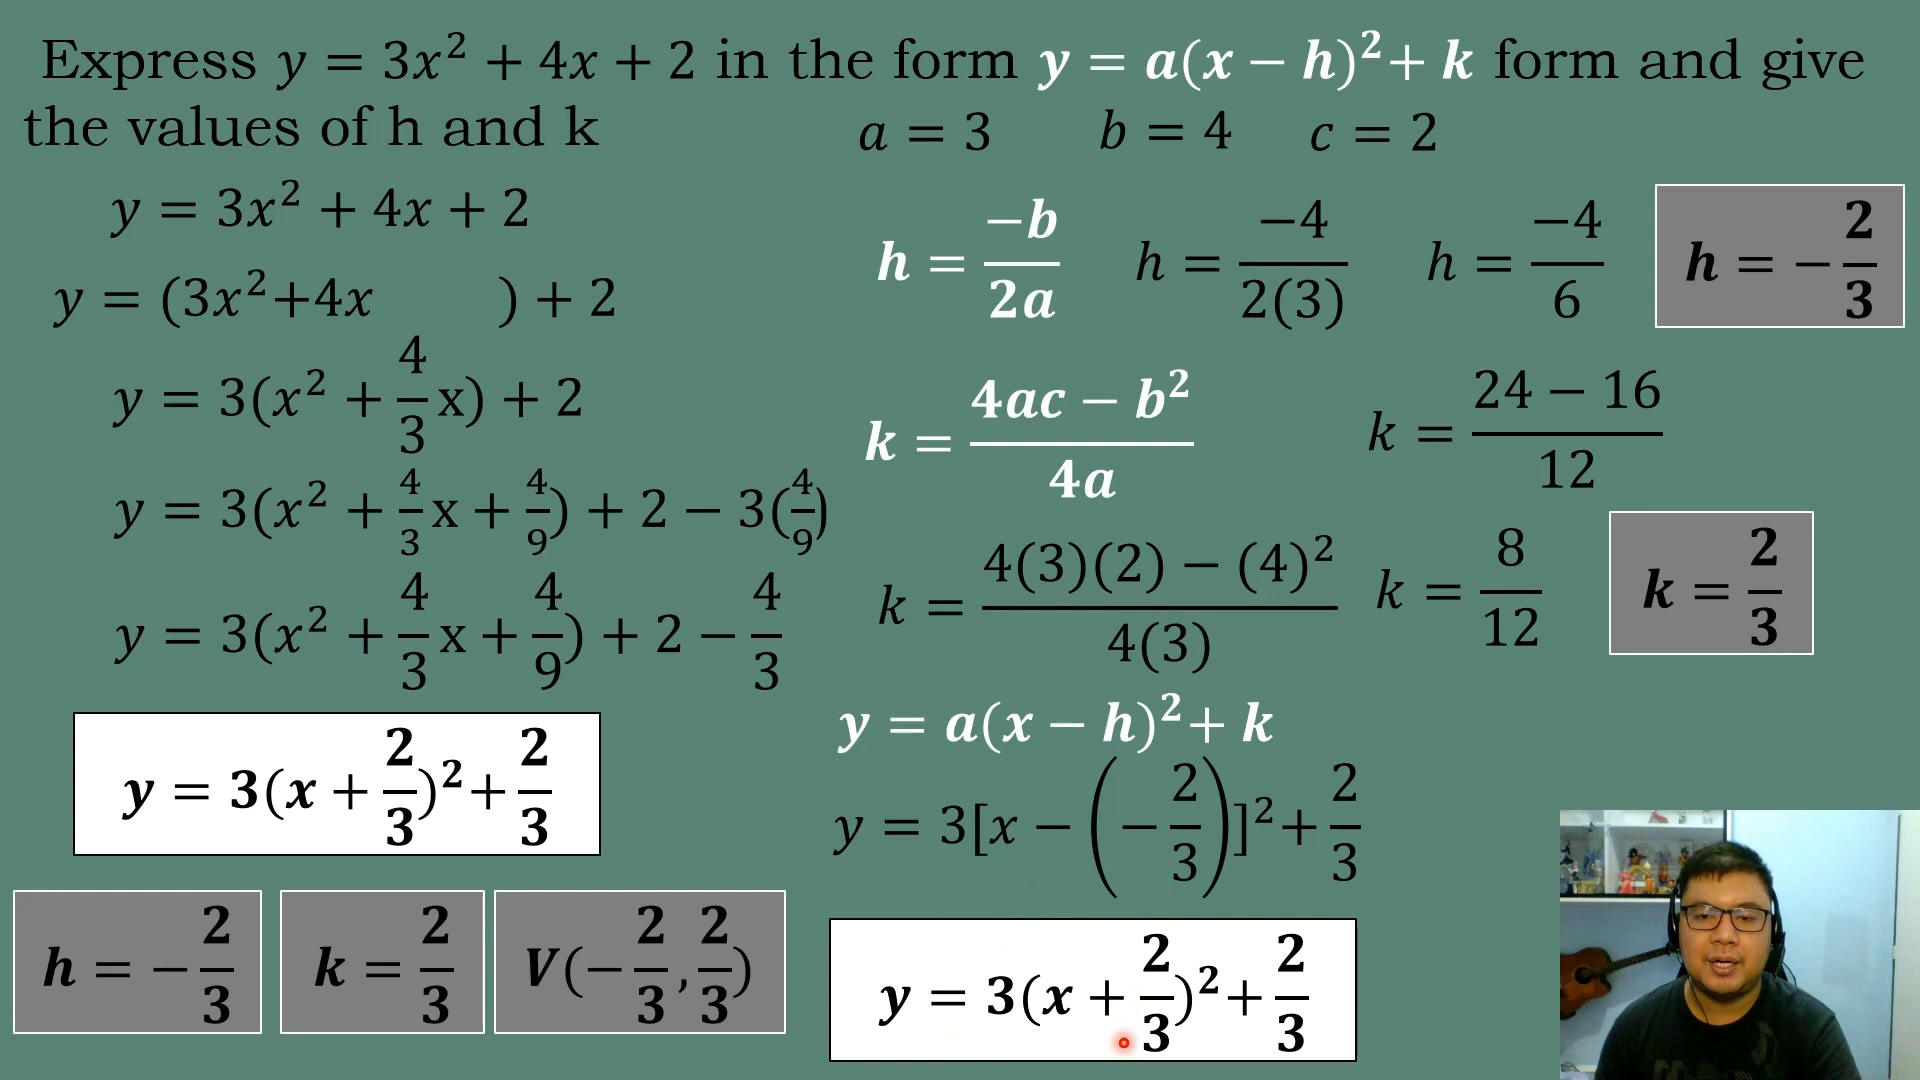 Express y = 3x² + 4x + 2 in the form y = a(x − h)²+ k form and give
the values of h and k
a = 3 b = 4 c = 2
y = 3x² + 4x + 2
y = (3x²+4x ) + 2
y = 3(x² + 4/3 x) + 2
y = 3(x² + 4/3 x + 4/9) + 2 − 3(4/9)
y = 3(x² + 4/3 x + 4/9) + 2 − 4/3
y = 3(x + 2/3)²+ 2/3
h = − 2/3
k = 2/3
V(− 2/3, 2/3)
h = −b/2a
h = −4/2(3)
h = −4/6
h = − 2/3
k = 4ac − b²/4a
k = 4(3)(2) − (4)²/4(3)
k = 24 − 16/12
k = 8/12
k = 2/3
y = a(x − h)²+ k
y = 3[x − (− 2/3)]²+ 2/3
y = 3(x + 2/3)²+ 2/3